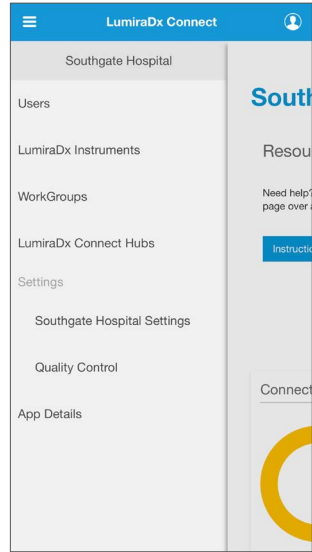 LumiraDx Connect
Southgate Hospital
Users
LumiraDx Instruments
WorkGroups
LumiraDx Connect Hubs
Settings
Southgate Hospital Settings
Quality Control
App Details
South
Resou
Need help?
page over a
Instructio
Connect